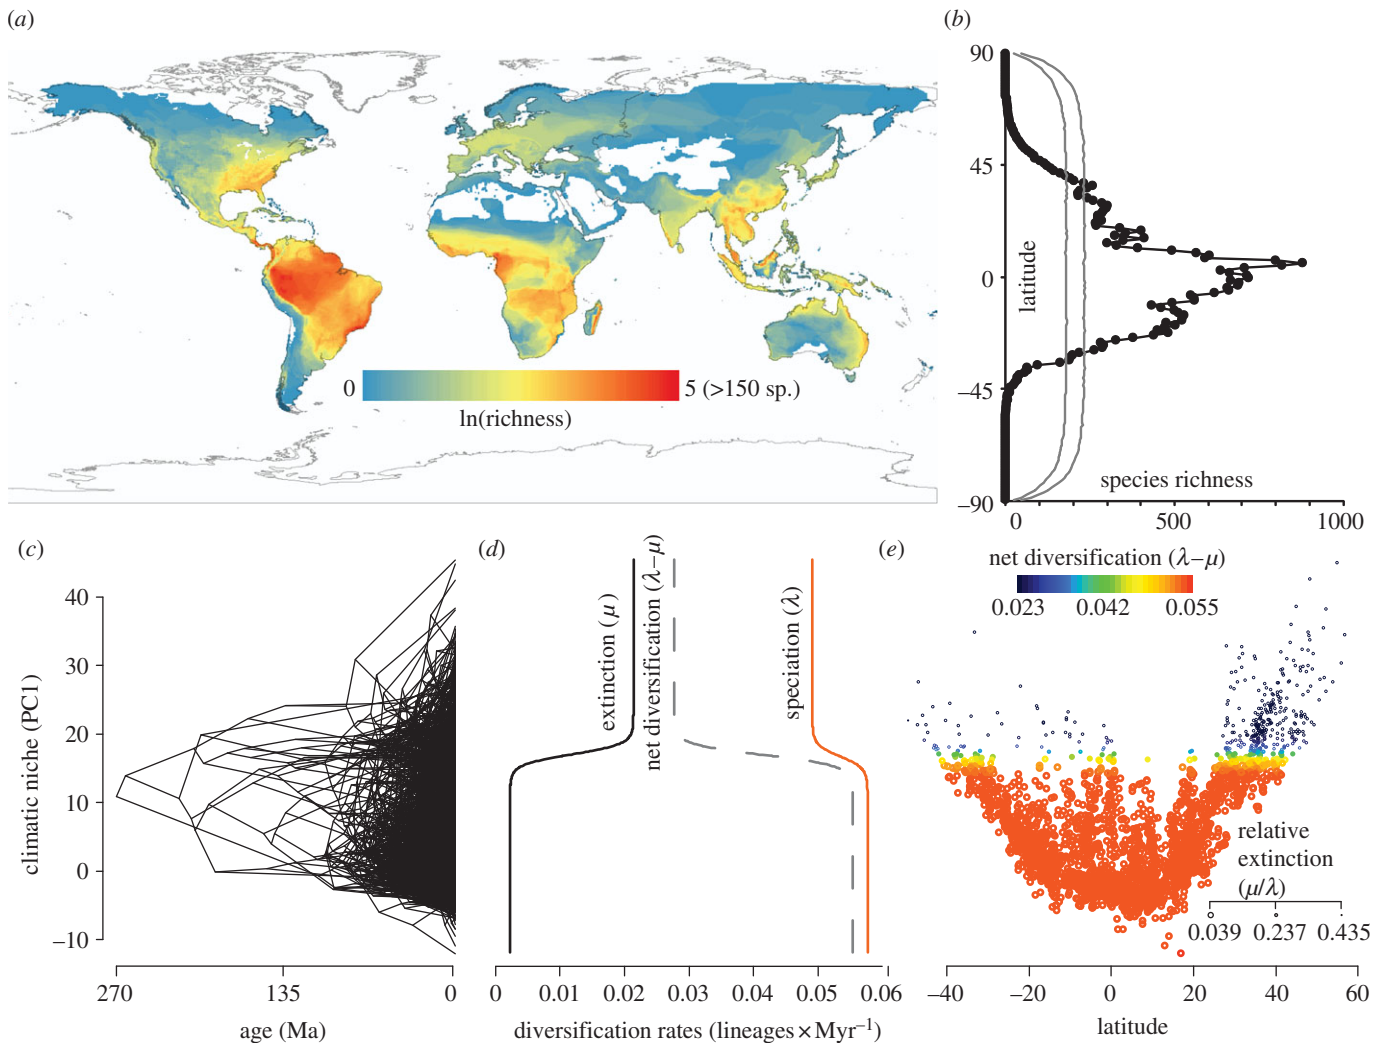 (a)
0
5 (>150 sp.)
ln(richness)
(b)
90
45
0
−45
−90
latitude
species richness
0
500
1000
(c)
40
30
20
10
0
−10
climatic niche (PC1)
270
135
0
age (Ma)
(d)
extinction (μ)
net diversification (λ−μ)
speciation (λ)
0
0.01
0.02
0.03
0.04
0.05
0.06
diversification rates (lineages × Myr⁻¹)
(e)
net diversification (λ−μ)
0.023
0.042
0.055
relative
extinction
(μ/λ)
0.039
0.237
0.435
−40
−20
0
20
40
60
latitude